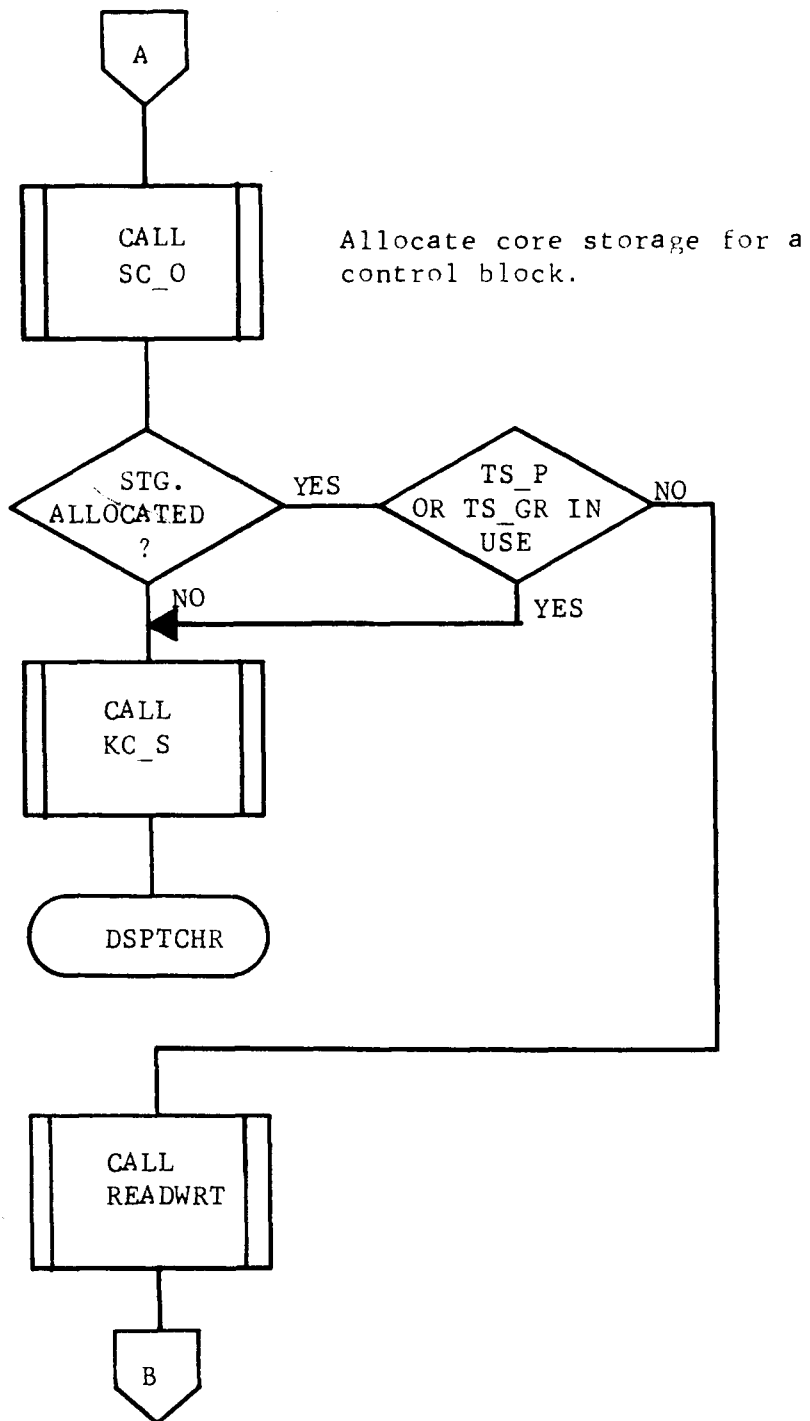 A
CALL
SC_O
Allocate core storage for a
control block.
STG.
ALLOCATED
?
YES
TS_P
OR TS_GR IN
USE
NO
NO
YES
CALL
KC_S
DSPTCHR
CALL
READWRT
B